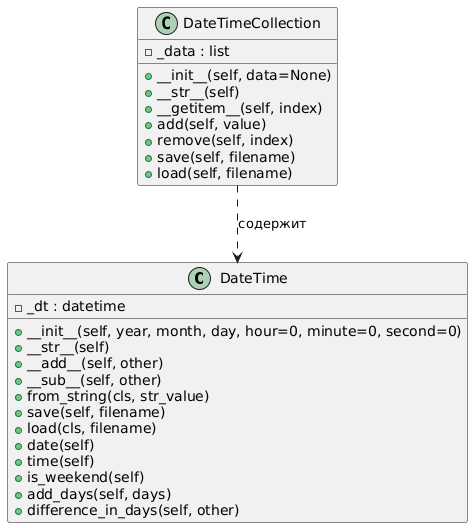 C DateTimeCollection
_data : list
__init__(self, data=None)
__str__(self)
__getitem__(self, index)
add(self, value)
remove(self, index)
save(self, filename)
load(self, filename)
содержит
C DateTime
_dt : datetime
__init__(self, year, month, day, hour=0, minute=0, second=0)
__str__(self)
__add__(self, other)
__sub__(self, other)
from_string(cls, str_value)
save(self, filename)
load(cls, filename)
date(self)
time(self)
is_weekend(self)
add_days(self, days)
difference_in_days(self, other)